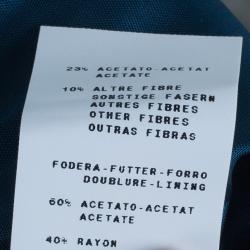 23% ACETATO-ACETAT
ACETATE
10% ALTRE FIBRE
SONSTIGE FASERN
AUTRES FIBRES
OTHER FIBRES
OUTRAS FIBRAS
FODERA-FUTTER-FORRO
DOUBLURE-LINING
60% ACETATO-ACETAT
ACETATE
40% RAYON